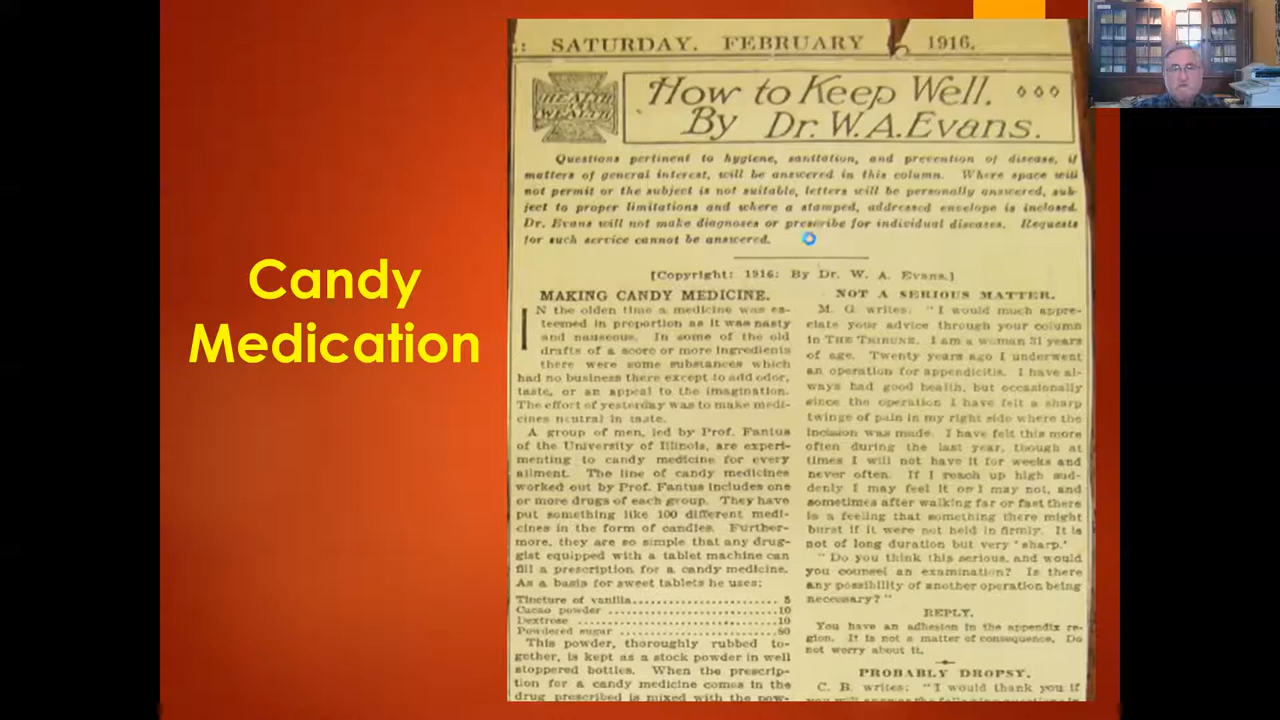 Candy
Medication
: SATURDAY. FEBRUARY 1916.
HEALTH
WEALTH
How to Keep Well.
By Dr. W. A. Evans.
Questions pertinent to hygiene, sanitation, and prevention of disease, if
matters of general interest, will be answered in this column. Where space will
not permit or the subject is not suitable, letters will be personally answered, sub-
ject to proper limitations and where a stamped, addressed envelope is inclosed.
Dr. Evans will not make diagnoses or prescribe for individual diseases. Requests
for such service cannot be answered.
[Copyright: 1916: By Dr. W. A. Evans.]
MAKING CANDY MEDICINE.
IN the olden time a medicine was es-
teemed in proportion as it was nasty
and nauseous. In some of the old
drafts of a score or more ingredients
there were some substances which
had no business there except to add odor,
taste, or an appeal to the imagination.
The effort of yesterday was to make medi-
cines neutral in taste.
A group of men, led by Prof. Fantus
of the University of Illinois, are experi-
menting to candy medicine for every
ailment. The line of candy medicines
worked out by Prof. Fantus includes one
or more drugs of each group. They have
put something like 100 different medi-
cines in the form of candies. Further-
more, they are so simple that any drug-
gist equipped with a tablet machine can
fill a prescription for a candy medicine.
As a basis for sweet tablets he uses:
Tincture of vanilla.................... 5
Cacao powder ........................ 10
Dextrose .............................. 10
Powdered sugar ...................... 80
This powder, thoroughly rubbed to-
gether, is kept as a stock powder in well
stoppered bottles. When the prescrip-
tion for a candy medicine comes in the
drug prescribed is mixed with the pow-
NOT A SERIOUS MATTER.
M. G. writes: "I would much appre-
ciate your advice through your column
in THE TRIBUNE. I am a woman 31 years
of age. Twenty years ago I underwent
an operation for appendicitis. I have al-
ways had good health, but occasionally
since the operation I have felt a sharp
twinge of pain in my right side where the
incision was made. I have felt this more
often during the last year, though at
times I will not have it for weeks and
never often. If I reach up high sud-
denly I may feel it or I may not, and
sometimes after walking far or fast there
is a feeling that something there might
burst if it were not held in firmly. It is
not of long duration but very 'sharp.'
"Do you think this serious, and would
you counsel an examination? Is there
any possibility of another operation being
necessary?"
REPLY.
You have an adhesion in the appendix re-
gion. It is not a matter of consequence. Do
not worry about it.
PROBABLY DROPSY.
C. B. writes: "I would thank you if